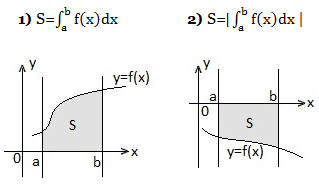 1) S=∫ₐᵇ f(x)dx
2) S=|∫ₐᵇ f(x)dx |
y
y=f(x)
S
0 a b x
y
a b
0 x
S
y=f(x)